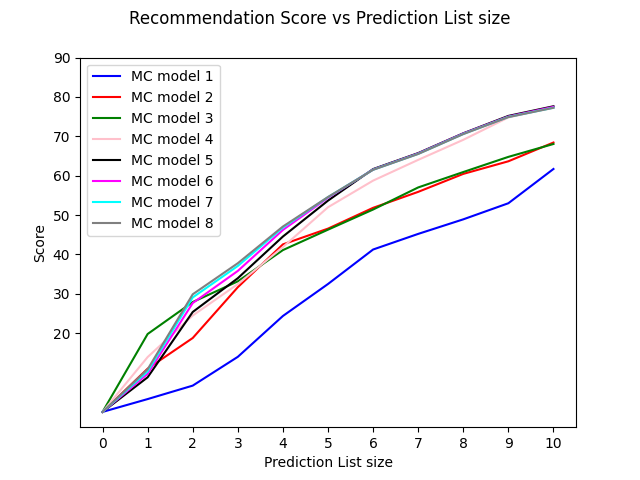 Recommendation Score vs Prediction List size
90
80
70
60
50
40
30
20
Score
MC model 1
MC model 2
MC model 3
MC model 4
MC model 5
MC model 6
MC model 7
MC model 8
0 1 2 3 4 5 6 7 8 9 10
Prediction List size